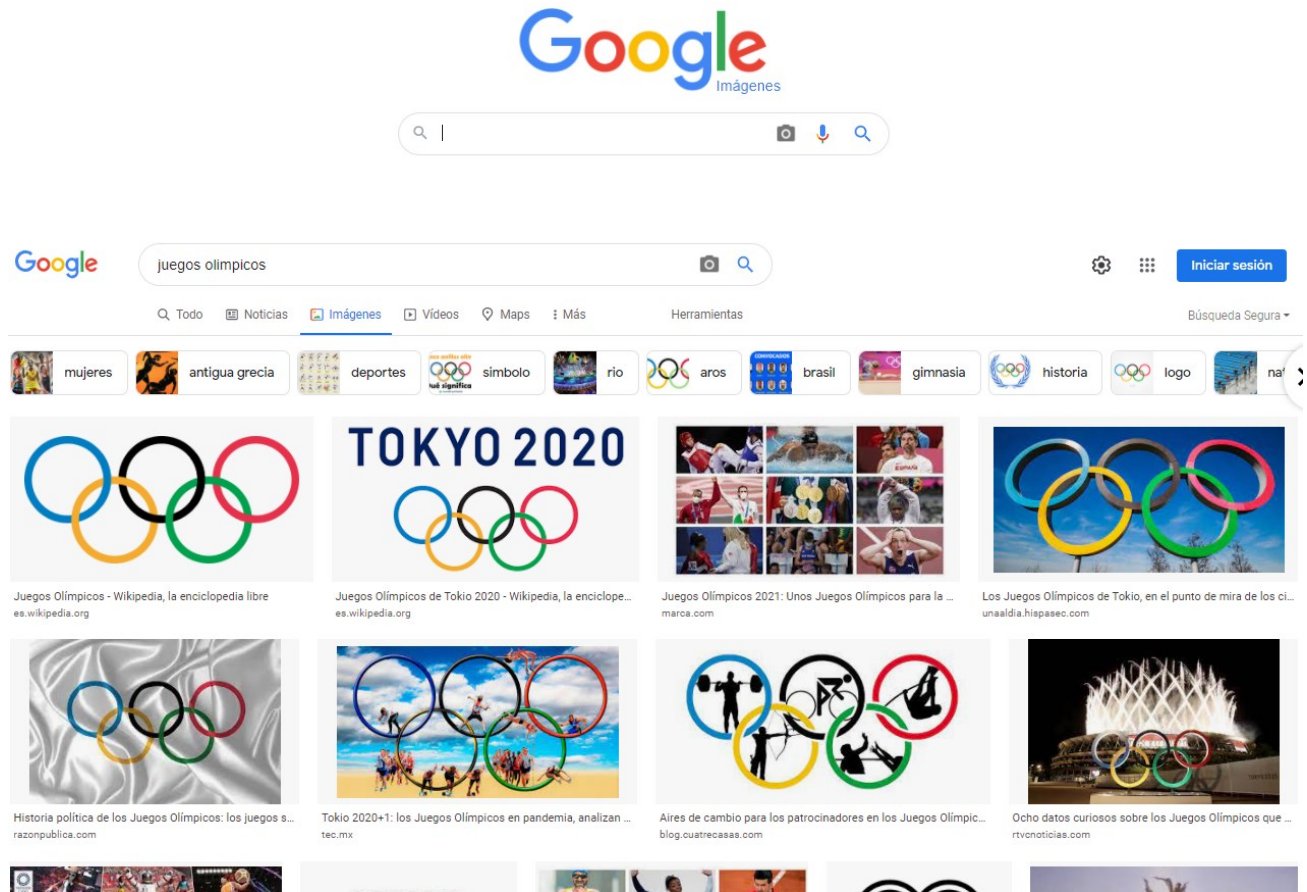 Google
Imágenes
Google
juegos olimpicos
Iniciar sesión
Todo
Noticias
Imágenes
Vídeos
Maps
Más
Herramientas
Búsqueda Segura
mujeres
antigua grecia
deportes
simbolo
rio
aros
brasil
gimnasia
historia
logo
TOKYO 2020
Juegos Olímpicos - Wikipedia, la enciclopedia libre
es.wikipedia.org
Juegos Olímpicos de Tokio 2020 - Wikipedia, la enciclope...
es.wikipedia.org
Juegos Olímpicos 2021: Unos Juegos Olímpicos para la ...
marca.com
Los Juegos Olímpicos de Tokio, en el punto de mira de los ci...
unaaldia.hispasec.com
Historia política de los Juegos Olímpicos: los juegos s...
razonpublica.com
Tokio 2020+1: los Juegos Olímpicos en pandemia, analizan ...
tec.mx
Aires de cambio para los patrocinadores en los Juegos Olímpic...
blog.cuatrecasas.com
Ocho datos curiosos sobre los Juegos Olímpicos que ...
rtvcnoticias.com